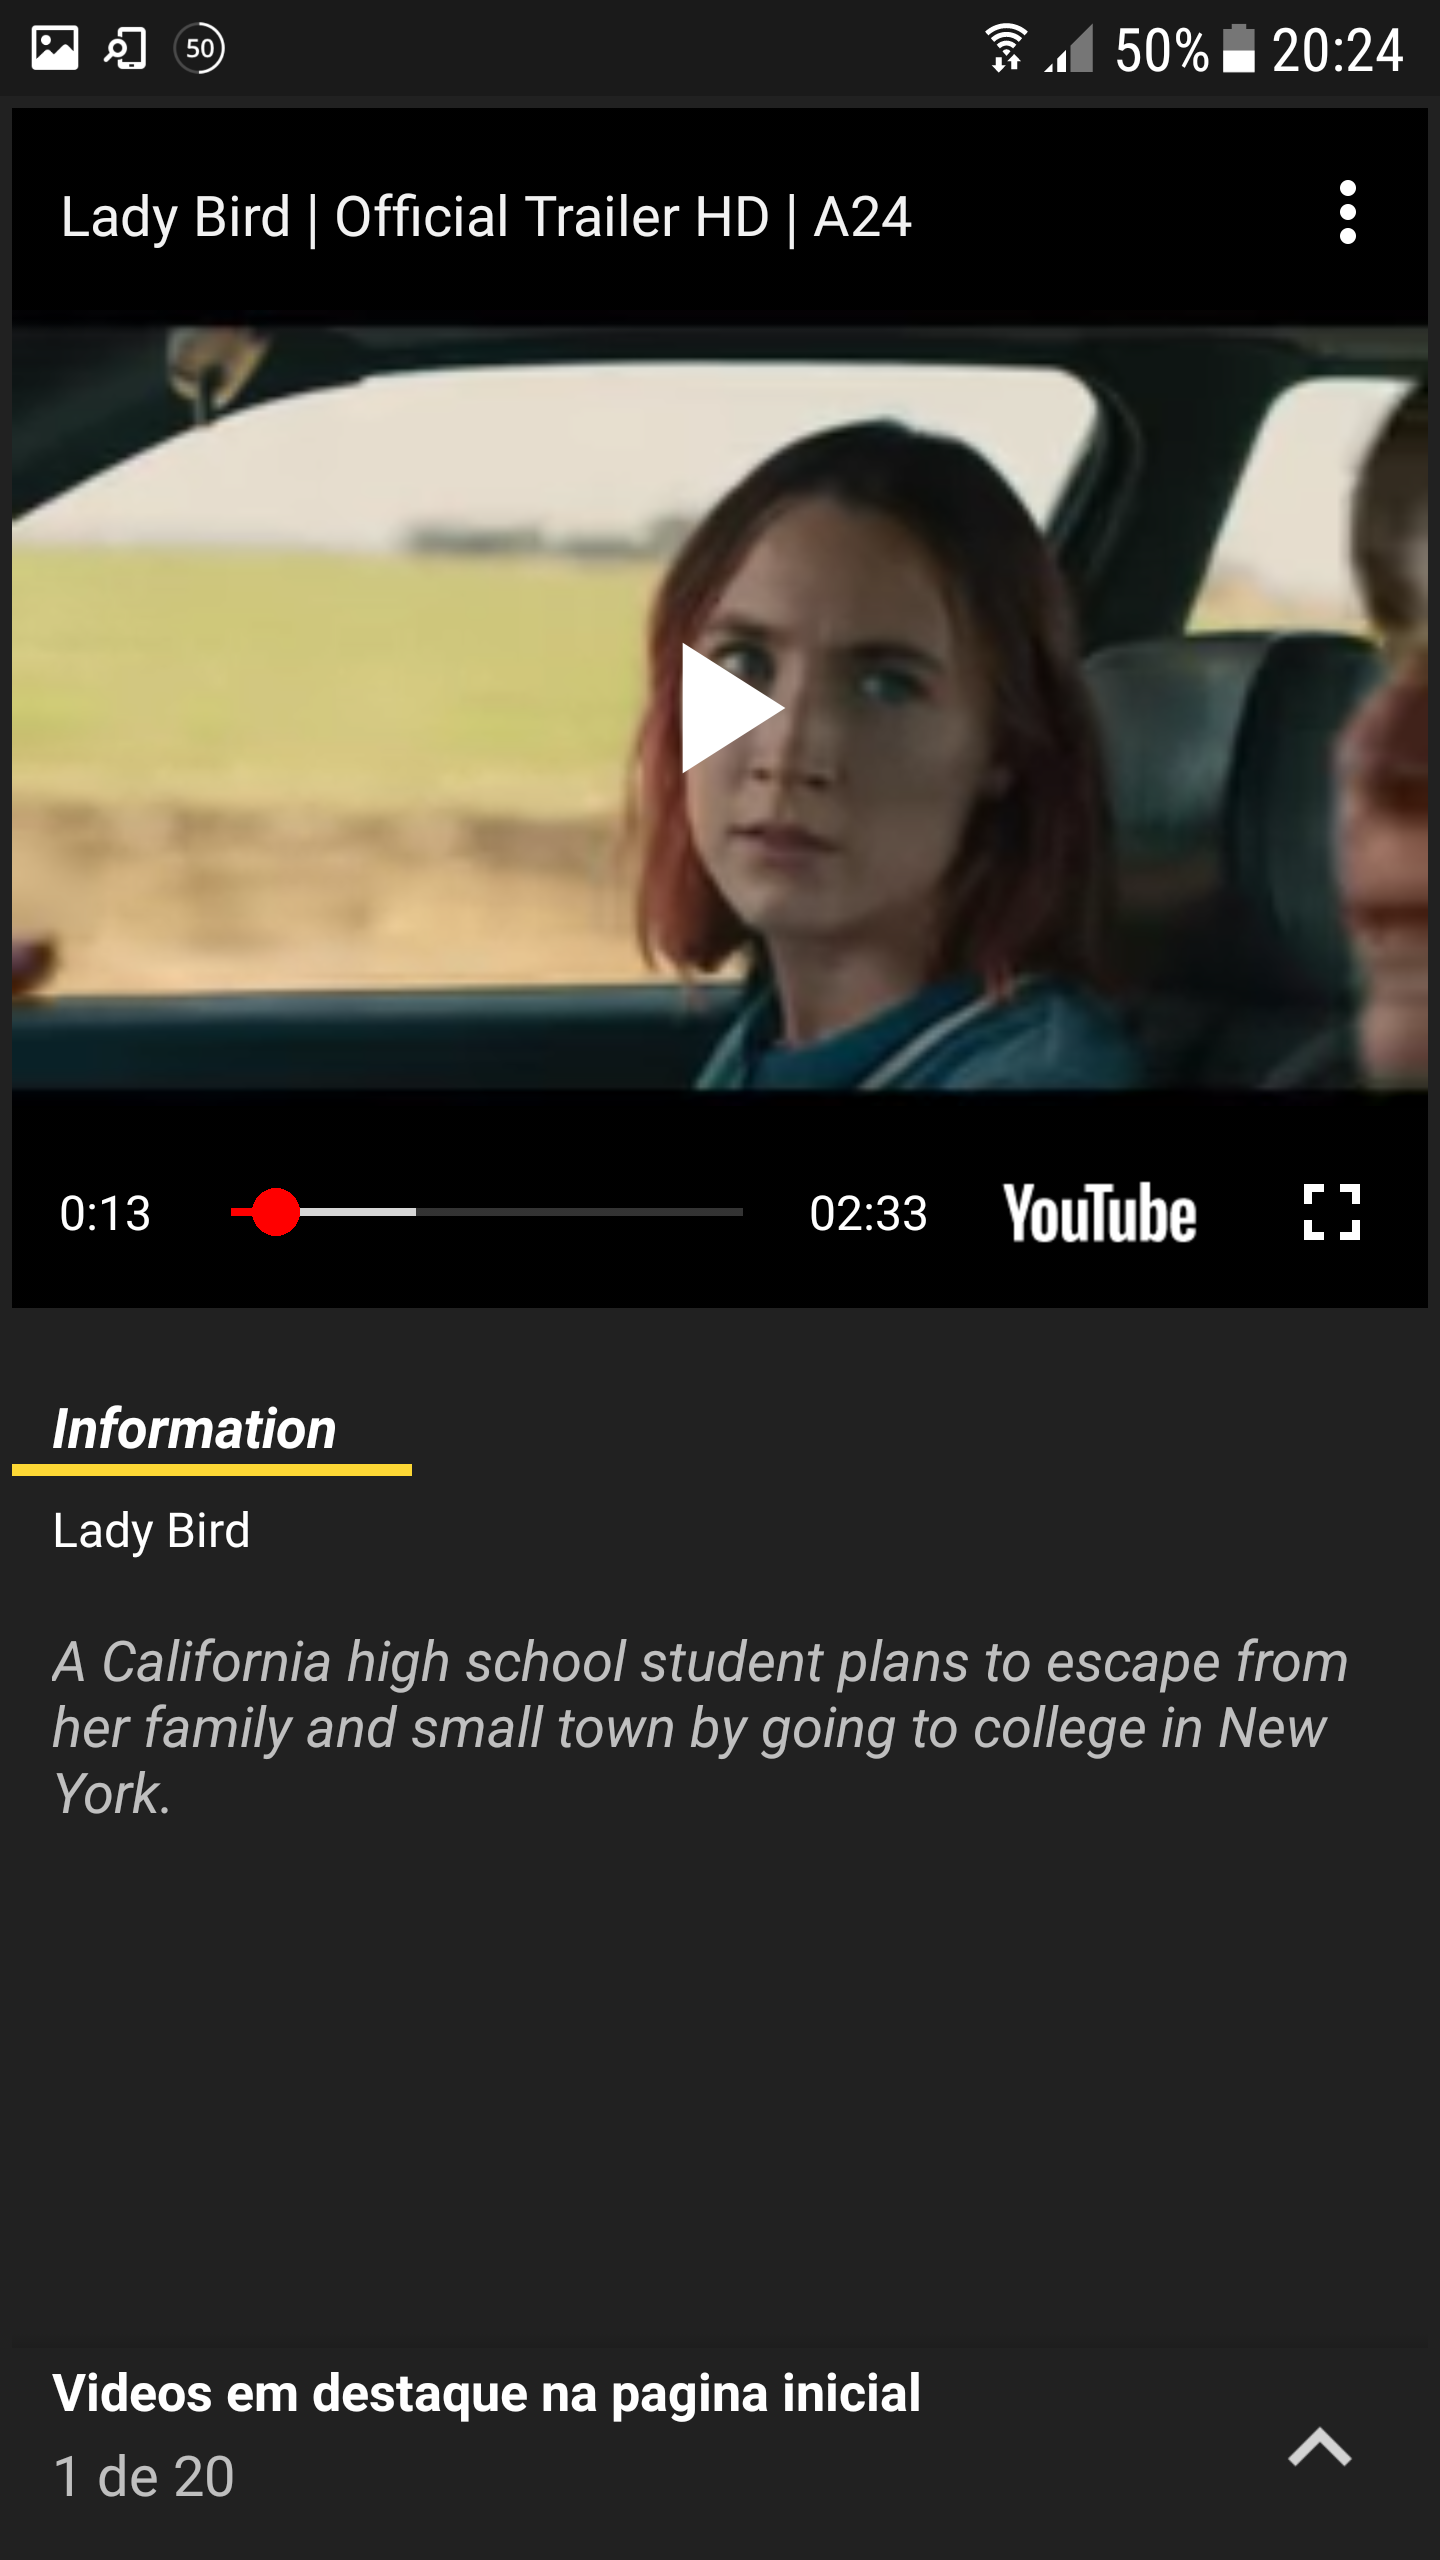 50 50% 20:24
Lady Bird | Official Trailer HD | A24
0:13 02:33 YouTube
Information
Lady Bird
A California high school student plans to escape from
her family and small town by going to college in New
York.
Videos em destaque na pagina inicial
1 de 20